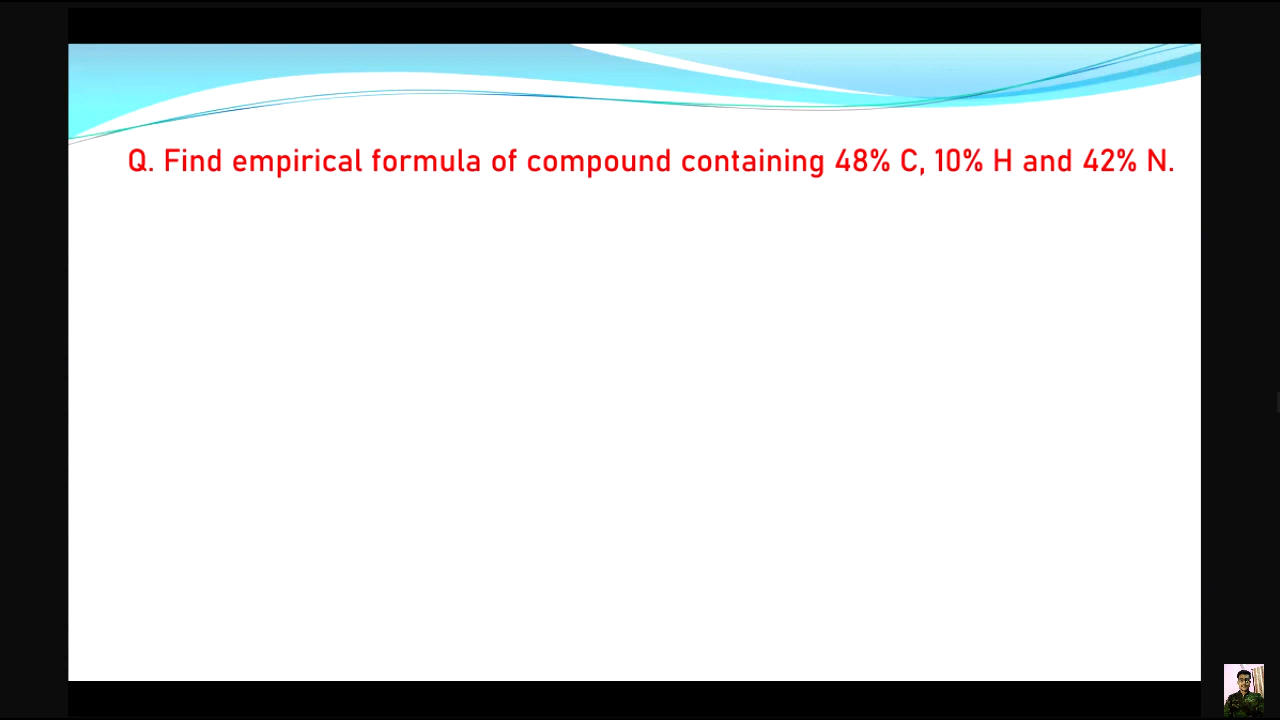 Q. Find empirical formula of compound containing 48% C, 10% H and 42% N.